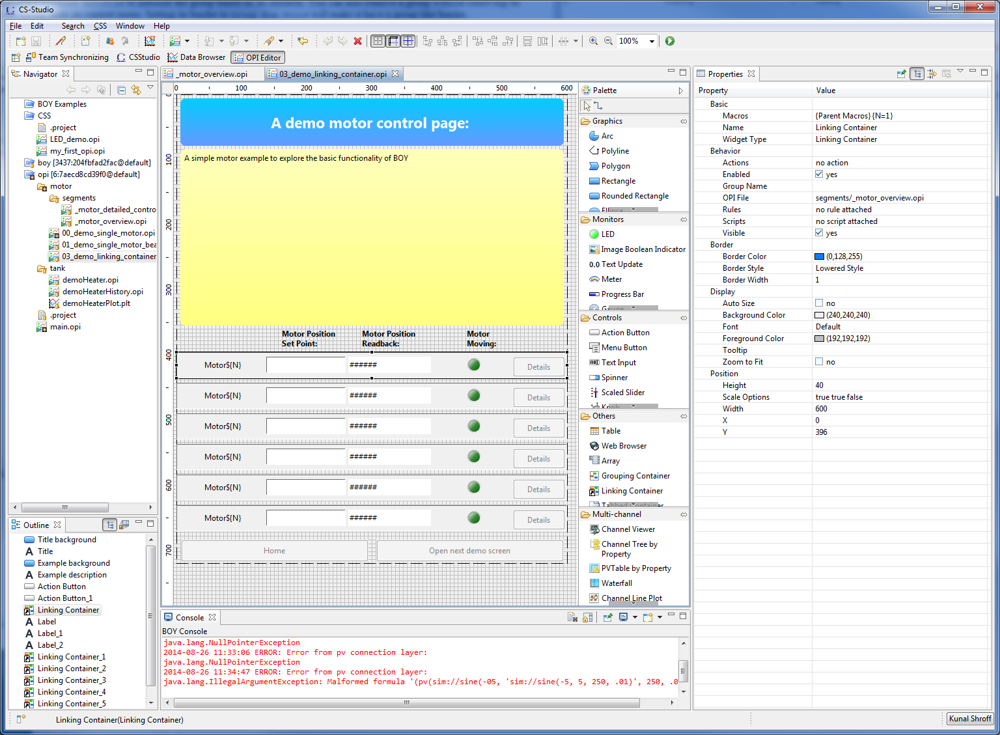 CS-Studio
File Edit Search CSS Window Help
100%
Team Synchronizing CSStudio Data Browser OPI Editor
Navigator
BOY Examples
CSS
.project
LED_demo.opi
my_first_opi.opi
boy [3437:204fbfad2fac@default]
opi [6:7aecd8cd39f0@default]
motor
segments
_motor_detailed_contro
_motor_overview.opi
00_demo_single_motor.opi
01_demo_single_motor_bea
03_demo_linking_container
tank
demoHeater.opi
demoHeaterHistory.opi
demoHeaterPlot.plt
.project
main.opi
Outline
Title background
Title
Example background
Example description
Action Button
Action Button_1
Linking Container
Label
Label_1
Label_2
Linking Container_1
Linking Container_2
Linking Container_3
Linking Container_4
Linking Container_5
_motor_overview.opi 03_demo_linking_container.opi
0 100 200 300 400 500 600
0
100
200
300
400
500
600
700
A demo motor control page:
A simple motor example to explore the basic functionality of BOY
Motor Position Set Point: Motor Position Readback: Motor Moving:
Motor${N} ###### Details
Motor${N} ###### Details
Motor${N} ###### Details
Motor${N} ###### Details
Motor${N} ###### Details
Motor${N} ###### Details
Home Open next demo screen
Palette
Graphics
Arc
Polyline
Polygon
Rectangle
Rounded Rectangle
Monitors
LED
Image Boolean Indicator
0.0 Text Update
Meter
Progress Bar
Controls
Action Button
Menu Button
Text Input
Spinner
Scaled Slider
Others
Table
Web Browser
Array
Grouping Container
Linking Container
Multi-channel
Channel Viewer
Channel Tree by
Property
PVTable by Property
Waterfall
Channel Line Plot
Console
BOY Console
java.lang.NullPointerException
2014-08-26 11:33:06 ERROR: Error from pv connection layer:
java.lang.NullPointerException
2014-08-26 11:34:47 ERROR: Error from pv connection layer:
java.lang.IllegalArgumentException: Malformed formula '(pv(sim://sine(-05, 'sim://sine(-5, 5, 250, .01)', 250, .0
Properties
Property Value
Basic
Macros {Parent Macros}{N=1}
Name Linking Container
Widget Type Linking Container
Behavior
Actions no action
Enabled yes
Group Name
OPI File segments/_motor_overview.opi
Rules no rule attached
Scripts no script attached
Visible yes
Border
Border Color (0,128,255)
Border Style Lowered Style
Border Width 1
Display
Auto Size no
Background Color (240,240,240)
Font Default
Foreground Color (192,192,192)
Tooltip
Zoom to Fit no
Position
Height 40
Scale Options true true false
Width 600
X 0
Y 396
Linking Container(Linking Container)
Kunal Shroff